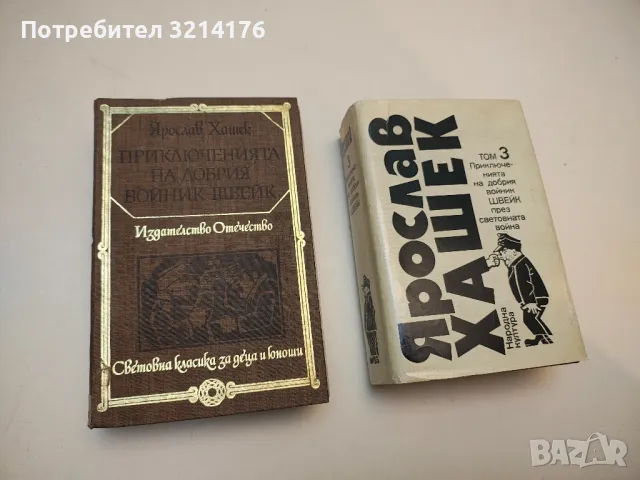 Потребител 3214176
Ярослав Хашек
ПРИКЛЮЧЕНИЯТА
НА ДОБРИЯ
ВОЙНИК ШВЕЙК
Издателство Отечество
Световна класика за деца и юноши
Ярослав
ХАШЕК
ТОМ 3
Приключе-
нията
на добрия
войник
ШВЕЙК
през
световната
война
Народна
култура
BAZAR